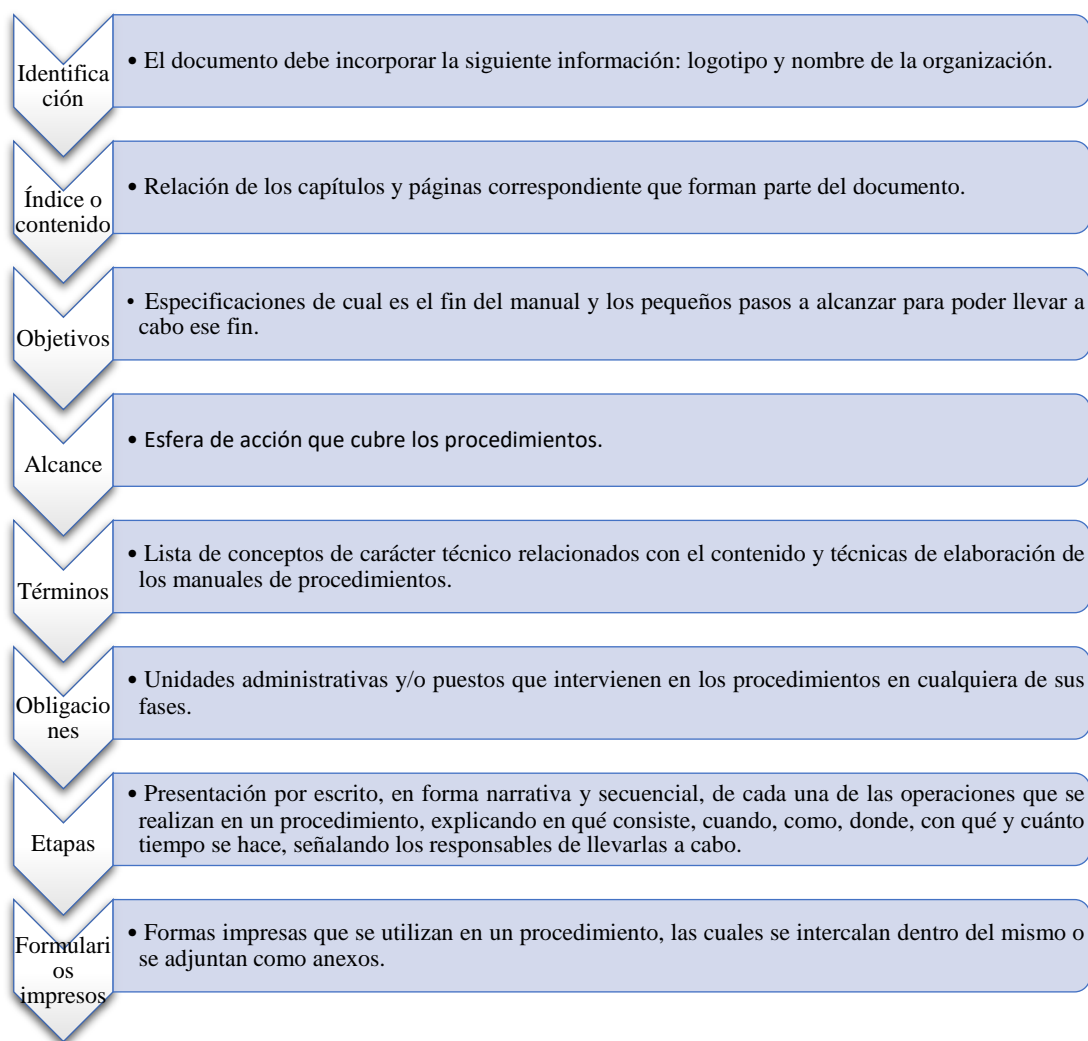 Identifica
ción
• El documento debe incorporar la siguiente información: logotipo y nombre de la organización.
Índice o
contenido
• Relación de los capítulos y páginas correspondiente que forman parte del documento.
Objetivos
• Especificaciones de cual es el fin del manual y los pequeños pasos a alcanzar para poder llevar a
cabo ese fin.
Alcance
• Esfera de acción que cubre los procedimientos.
Términos
• Lista de conceptos de carácter técnico relacionados con el contenido y técnicas de elaboración de
los manuales de procedimientos.
Obligacio
nes
• Unidades administrativas y/o puestos que intervienen en los procedimientos en cualquiera de sus
fases.
Etapas
• Presentación por escrito, en forma narrativa y secuencial, de cada una de las operaciones que se
realizan en un procedimiento, explicando en qué consiste, cuando, como, donde, con qué y cuánto
tiempo se hace, señalando los responsables de llevarlas a cabo.
Formulari
os
impresos
• Formas impresas que se utilizan en un procedimiento, las cuales se intercalan dentro del mismo o
se adjuntan como anexos.